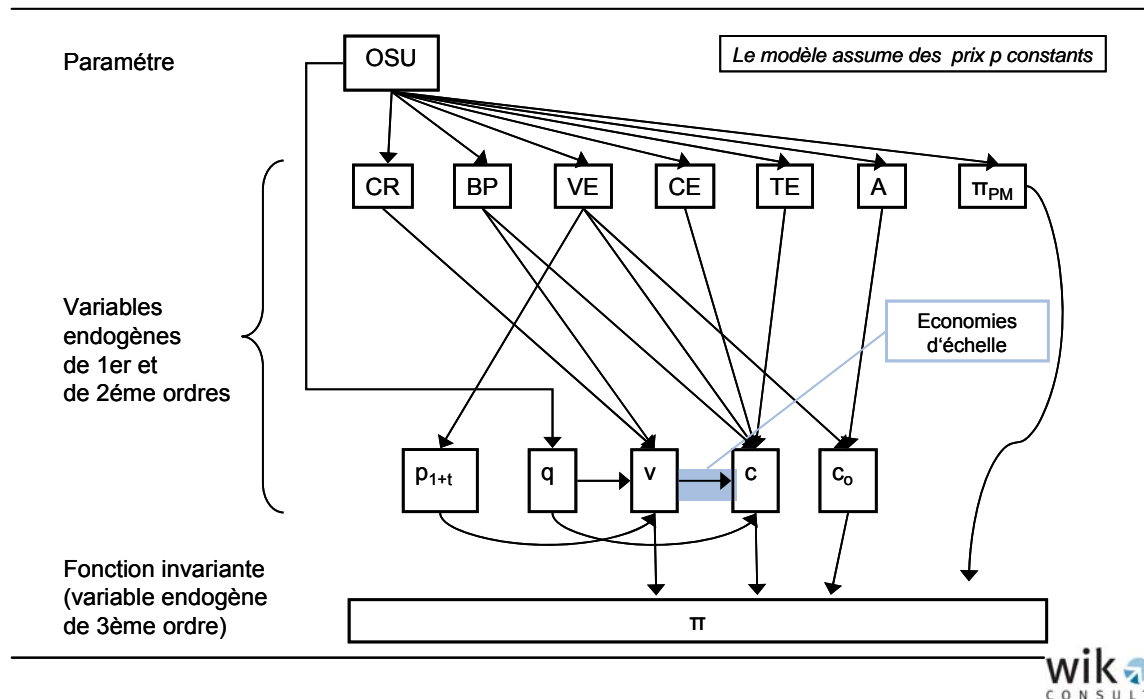 Paramétre
OSU
Le modèle assume des prix p constants
CR
BP
VE
CE
TE
A
πPM
Variables
endogènes
de 1er et
de 2éme ordres
Economies
d‘échelle
p1+t
q
v
c
co
Fonction invariante
(variable endogène
de 3ème ordre)
π
wik
CONSUL